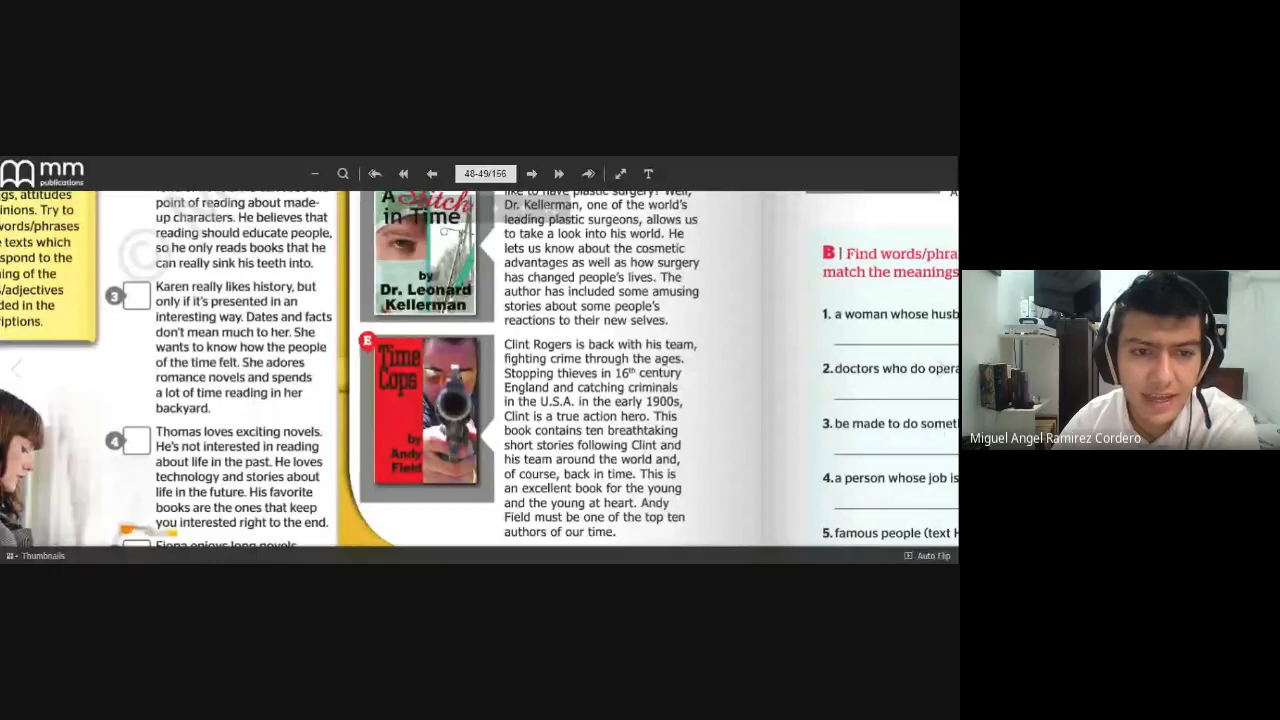 mm
publications
48-49/156
T
gs, attitudes
inions. Try to
words/phrases
e texts which
spond to the
ning of the
s/adjectives
ded in the
riptions.
point of reading about made-
up characters. He believes that
reading should educate people,
so he only reads books that he
can really sink his teeth into.
3
Karen really likes history, but
only if it's presented in an
interesting way. Dates and facts
don't mean much to her. She
wants to know how the people
of the time felt. She adores
romance novels and spends
a lot of time reading in her
backyard.
4
Thomas loves exciting novels.
He's not interested in reading
about life in the past. He loves
technology and stories about
life in the future. His favorite
books are the ones that keep
you interested right to the end.
Fiona enjoys long novels
A Stitch
in Time
by
Dr. Leonard
Kellerman
like to have plastic surgery? Well,
Dr. Kellerman, one of the world's
leading plastic surgeons, allows us
to take a look into his world. He
lets us know about the cosmetic
advantages as well as how surgery
has changed people's lives. The
author has included some amusing
stories about some people's
reactions to their new selves.
E
Time
Cops
by
Andy
Field
Clint Rogers is back with his team,
fighting crime through the ages.
Stopping thieves in 16th century
England and catching criminals
in the U.S.A. in the early 1900s,
Clint is a true action hero. This
book contains ten breathtaking
short stories following Clint and
his team around the world and,
of course, back in time. This is
an excellent book for the young
and the young at heart. Andy
Field must be one of the top ten
authors of our time.
B | Find words/phra
match the meanings
1. a woman whose husb
2. doctors who do opera
3. be made to do somet
4. a person whose job is
5. famous people (text H
Thumbnails
Auto Flip
Miguel Angel Ramirez Cordero